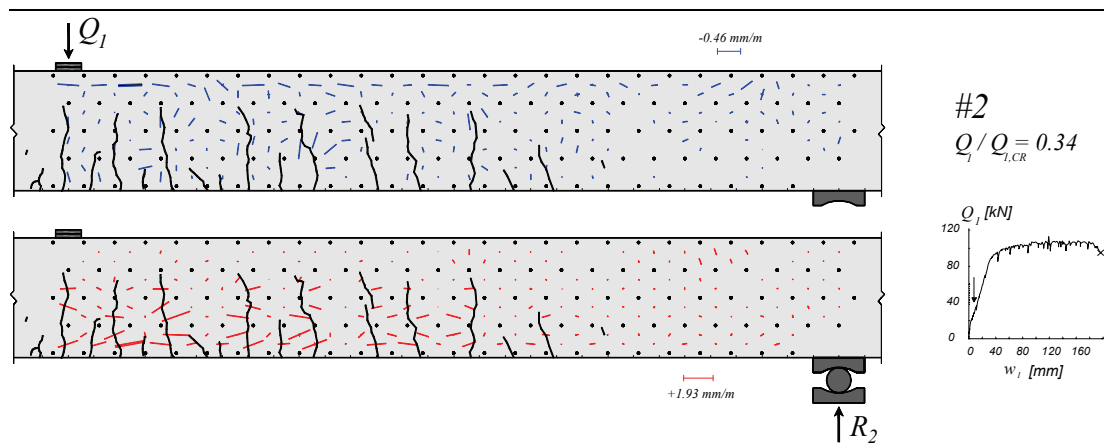 Q1
-0.46 mm/m
#2
Q1 / Q1,CR = 0.34
Q1 [kN]
120
80
40
0
0 40 80 120 160
w1 [mm]
+1.93 mm/m
R2